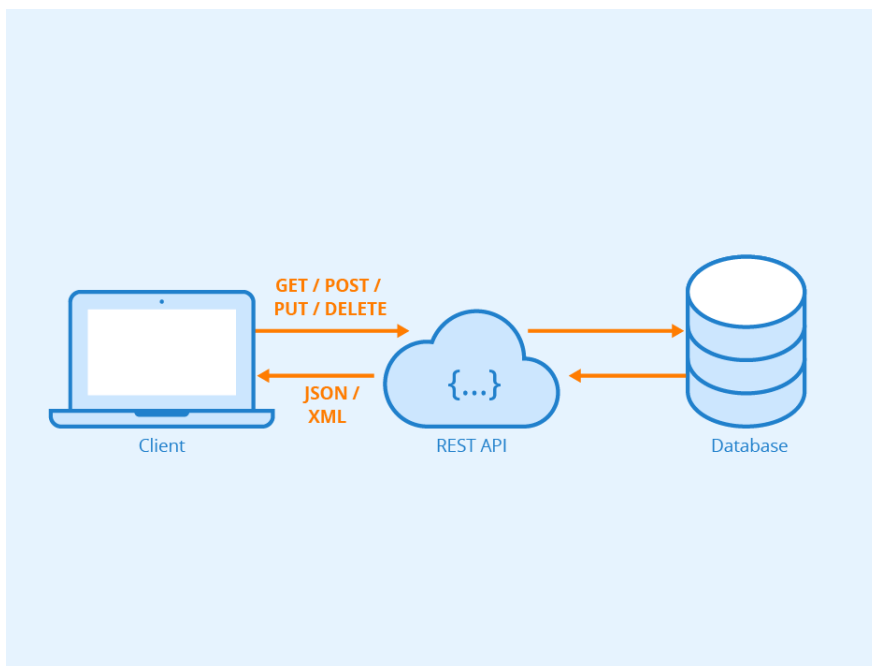 GET / POST /
PUT / DELETE
{...}
JSON /
XML
Client
REST API
Database